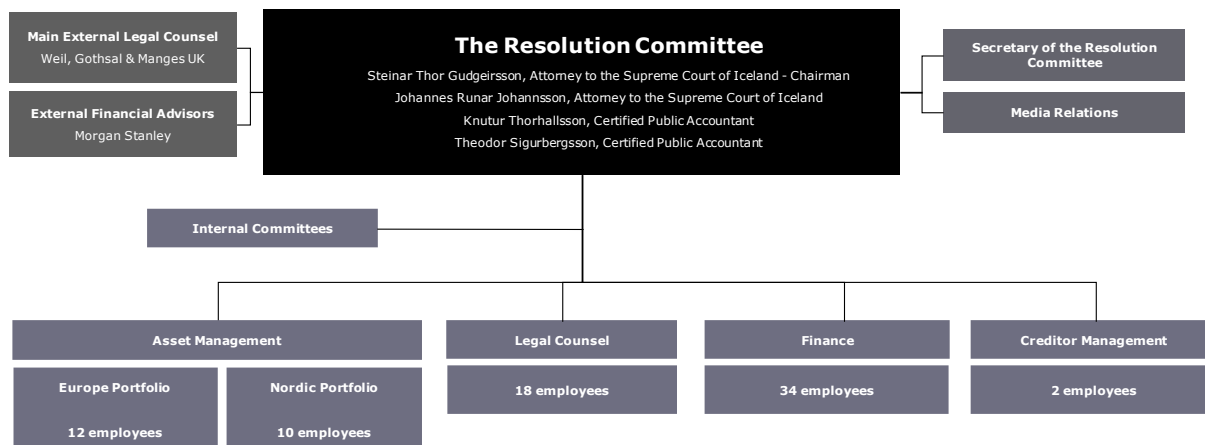 Main External Legal Counsel
Weil, Gothsal & Manges UK
External Financial Advisors
Morgan Stanley
The Resolution Committee
Steinar Thor Gudgeirsson, Attorney to the Supreme Court of Iceland - Chairman
Johannes Runar Johannsson, Attorney to the Supreme Court of Iceland
Knutur Thorhallsson, Certified Public Accountant
Theodor Sigurbergsson, Certified Public Accountant
Secretary of the Resolution
Committee
Media Relations
Internal Committees
Asset Management
Europe Portfolio
12 employees
Nordic Portfolio
10 employees
Legal Counsel
18 employees
Finance
34 employees
Creditor Management
2 employees